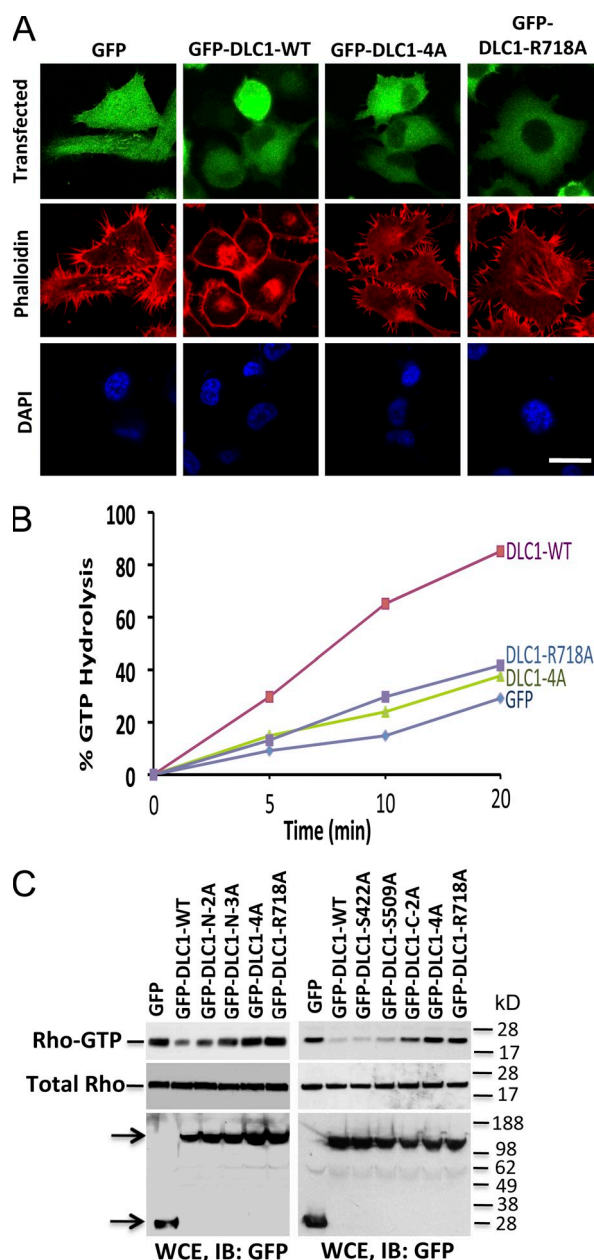 A
GFP
GFP-DLC1-WT
GFP-DLC1-4A
GFP-
DLC1-R718A
Transfected
Phalloidin
DAPI
B
% GTP Hydrolysis
100
80
60
40
20
0
0
5
10
20
Time (min)
DLC1-WT
DLC1-R718A
DLC1-4A
GFP
C
GFP
GFP-DLC1-WT
GFP-DLC1-N-2A
GFP-DLC1-N-3A
GFP-DLC1-4A
GFP-DLC1-R718A
GFP
GFP-DLC1-WT
GFP-DLC1-S422A
GFP-DLC1-S509A
GFP-DLC1-C-2A
GFP-DLC1-4A
GFP-DLC1-R718A
kD
Rho-GTP
28
17
Total Rho
28
17
188
98
62
49
38
28
WCE, IB: GFP
WCE, IB: GFP